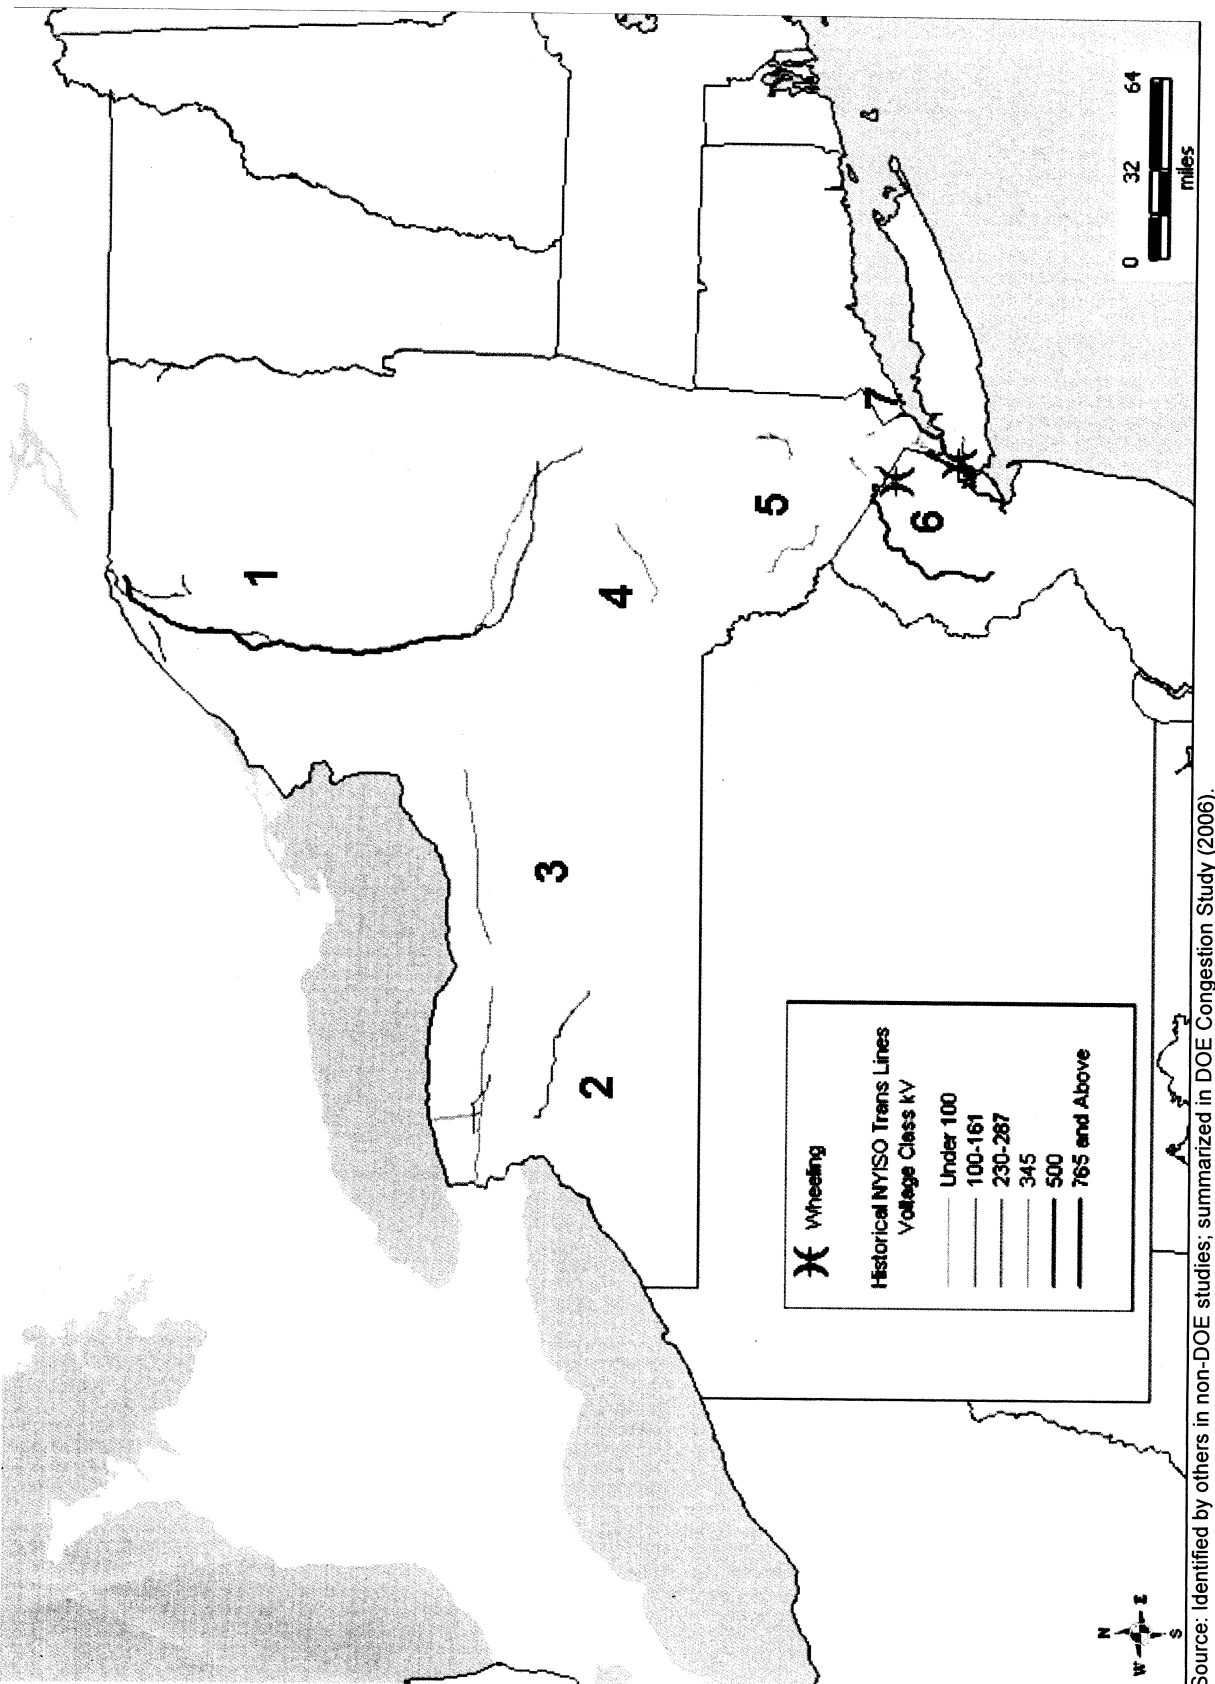 1
2
3
4
5
6
7
Wheeling
Historical NYISO Trans Lines
Voltage Class kV
Under 100
100-161
230-287
345
500
765 and Above
0 32 64
miles
N
W E
S
Source: Identified by others in non-DOE studies; summarized in DOE Congestion Study (2006).